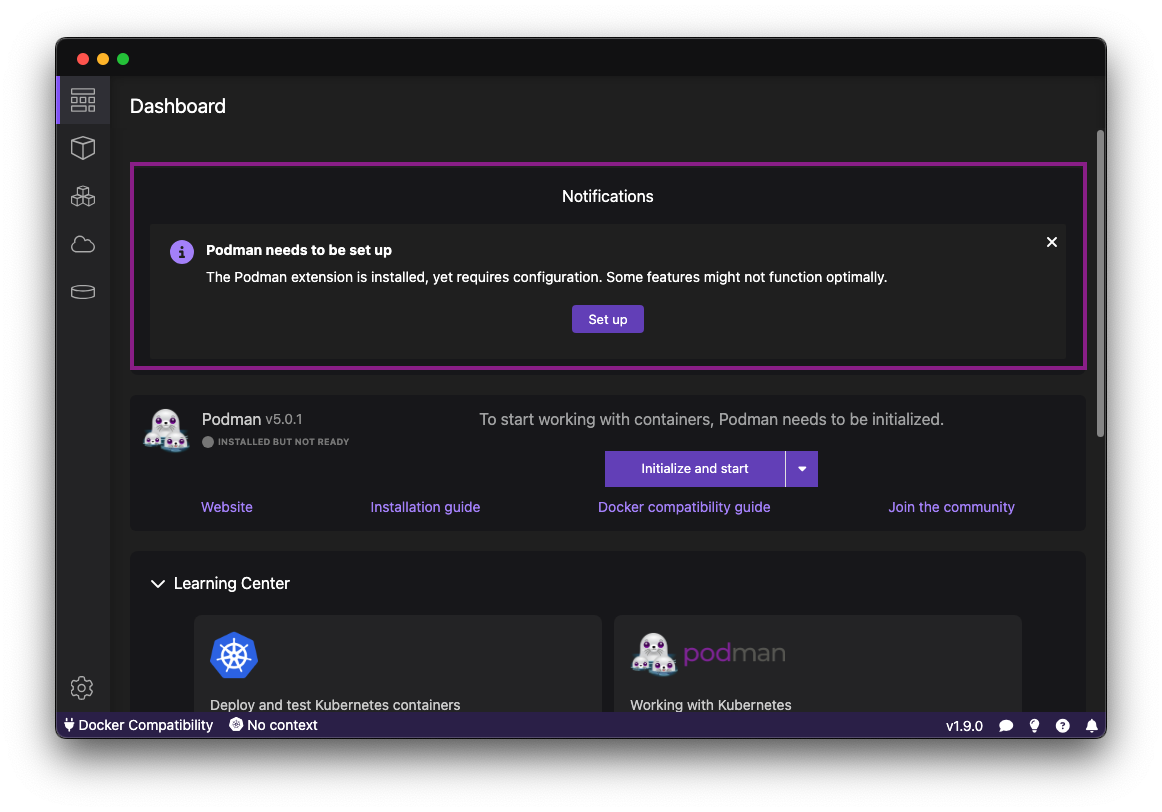 Dashboard
Notifications
Podman needs to be set up
The Podman extension is installed, yet requires configuration. Some features might not function optimally.
Set up
Podman v5.0.1
INSTALLED BUT NOT READY
To start working with containers, Podman needs to be initialized.
Initialize and start
Website Installation guide Docker compatibility guide Join the community
Learning Center
podman
Deploy and test Kubernetes containers
Working with Kubernetes
Docker Compatibility No context v1.9.0